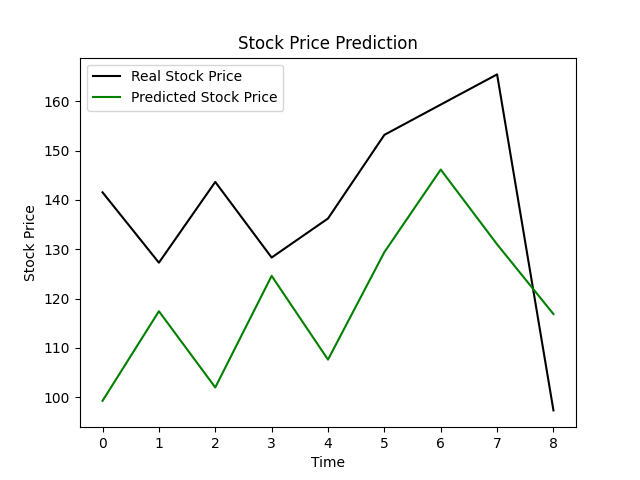 Stock Price Prediction
Real Stock Price
Predicted Stock Price
Stock Price
160
150
140
130
120
110
100
0 1 2 3 4 5 6 7 8
Time